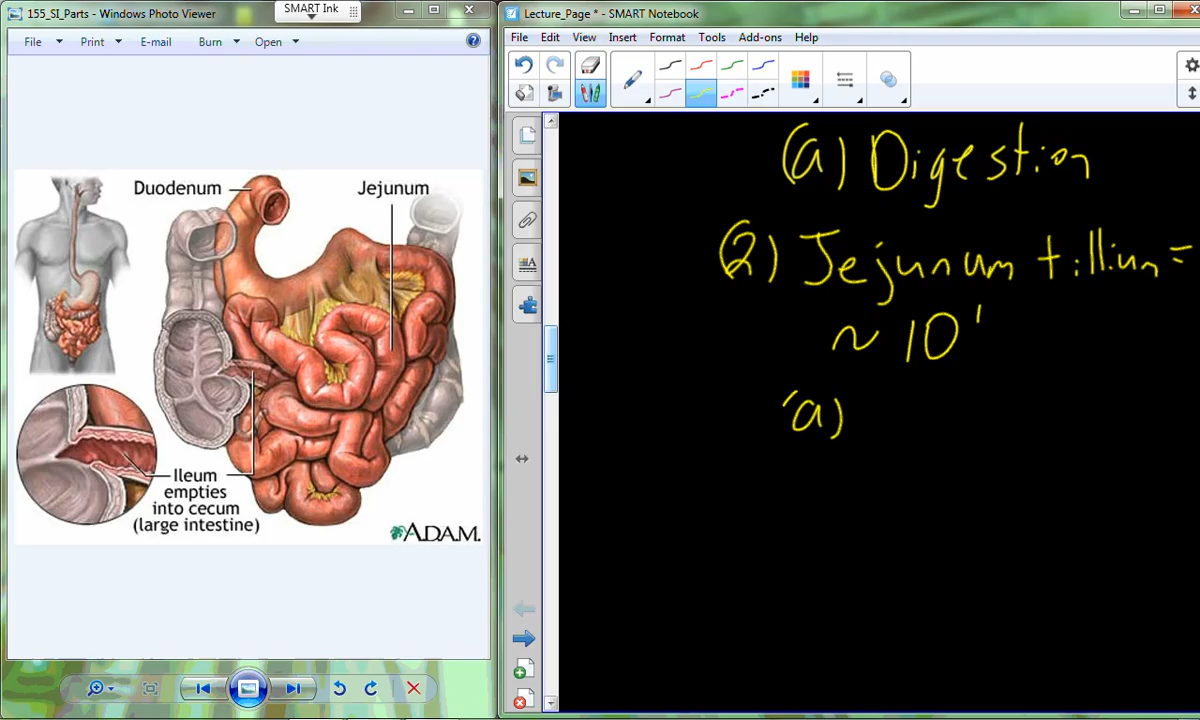 155_SI_Parts - Windows Photo Viewer
SMART Ink
File Print E-mail Burn Open
Duodenum
Jejunum
Ileum
empties
into cecum
(large intestine)
A.D.A.M.
Lecture_Page * - SMART Notebook
File Edit View Insert Format Tools Add-ons Help
(a) Digestion
(2) Jejunum + illium =
~ 10'
(a)